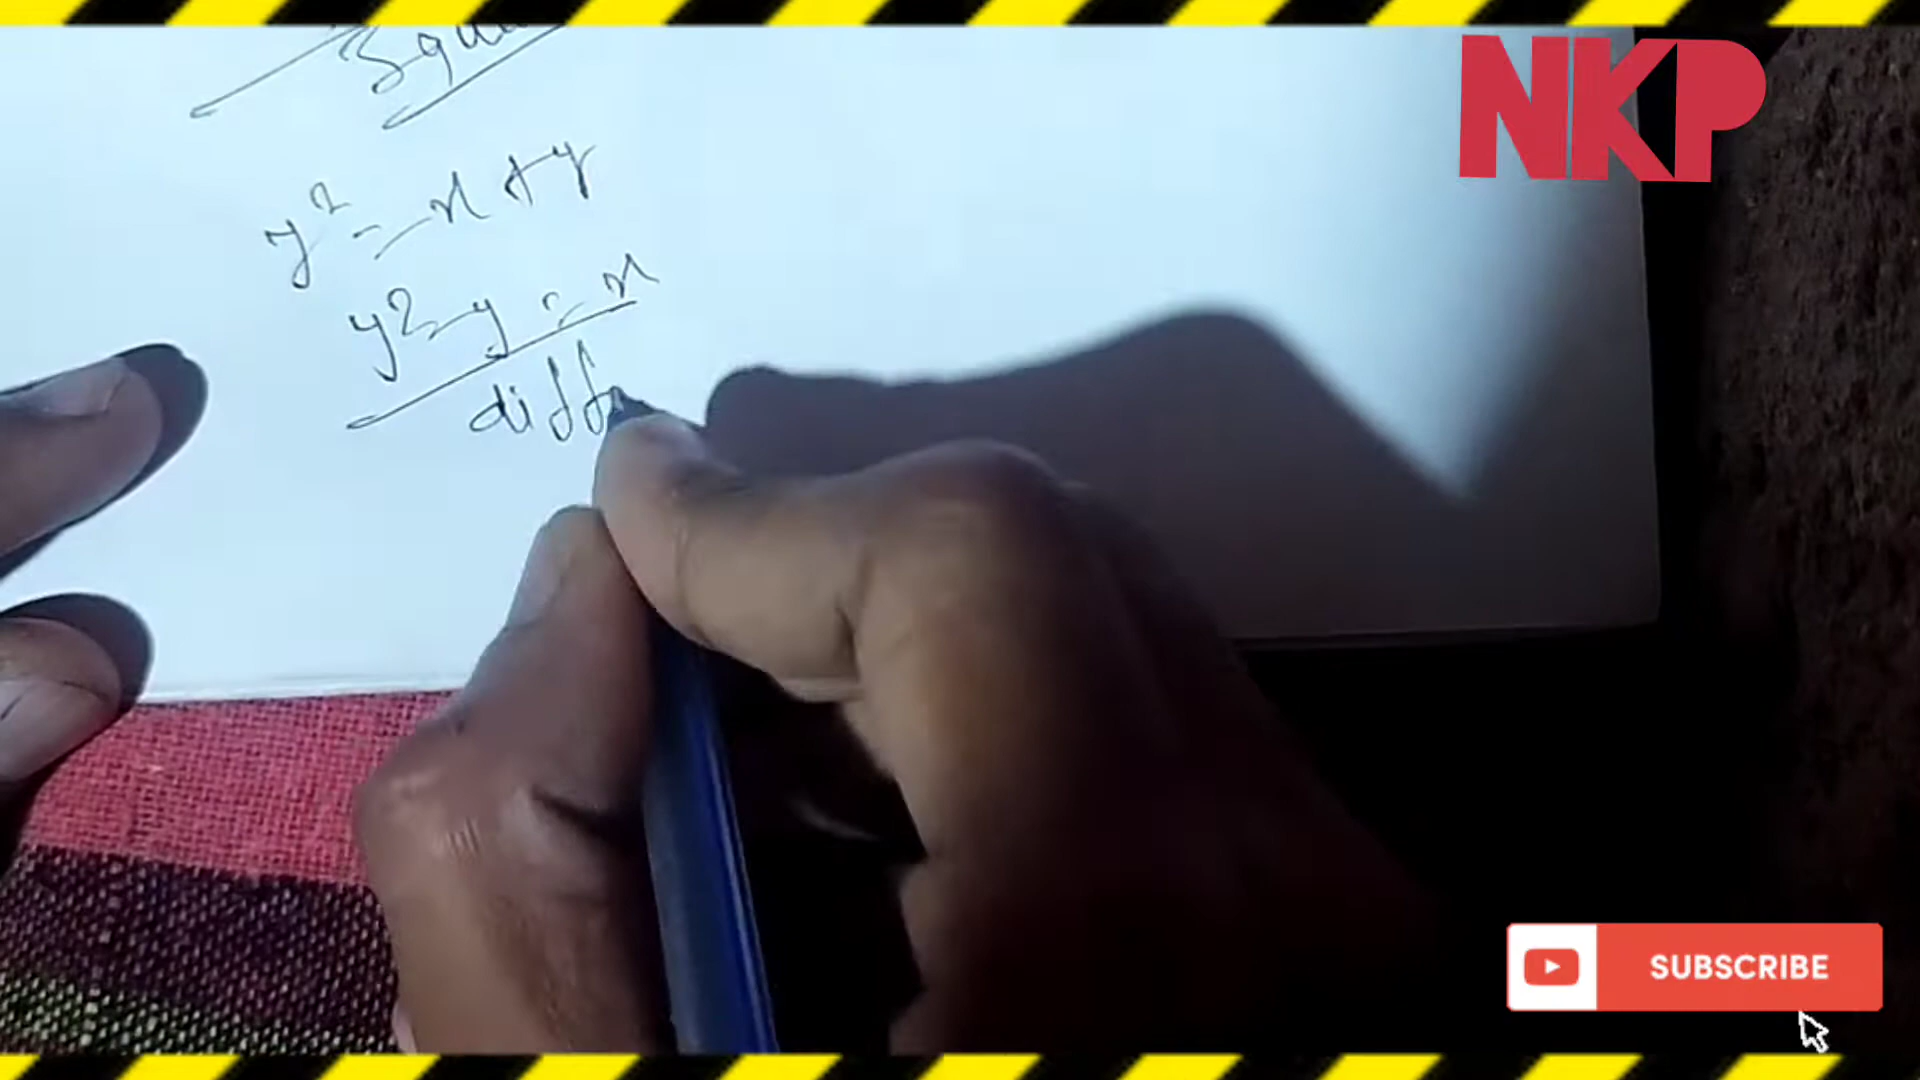 NKP
y² = x + y
y² - y = x
diff
SUBSCRIBE